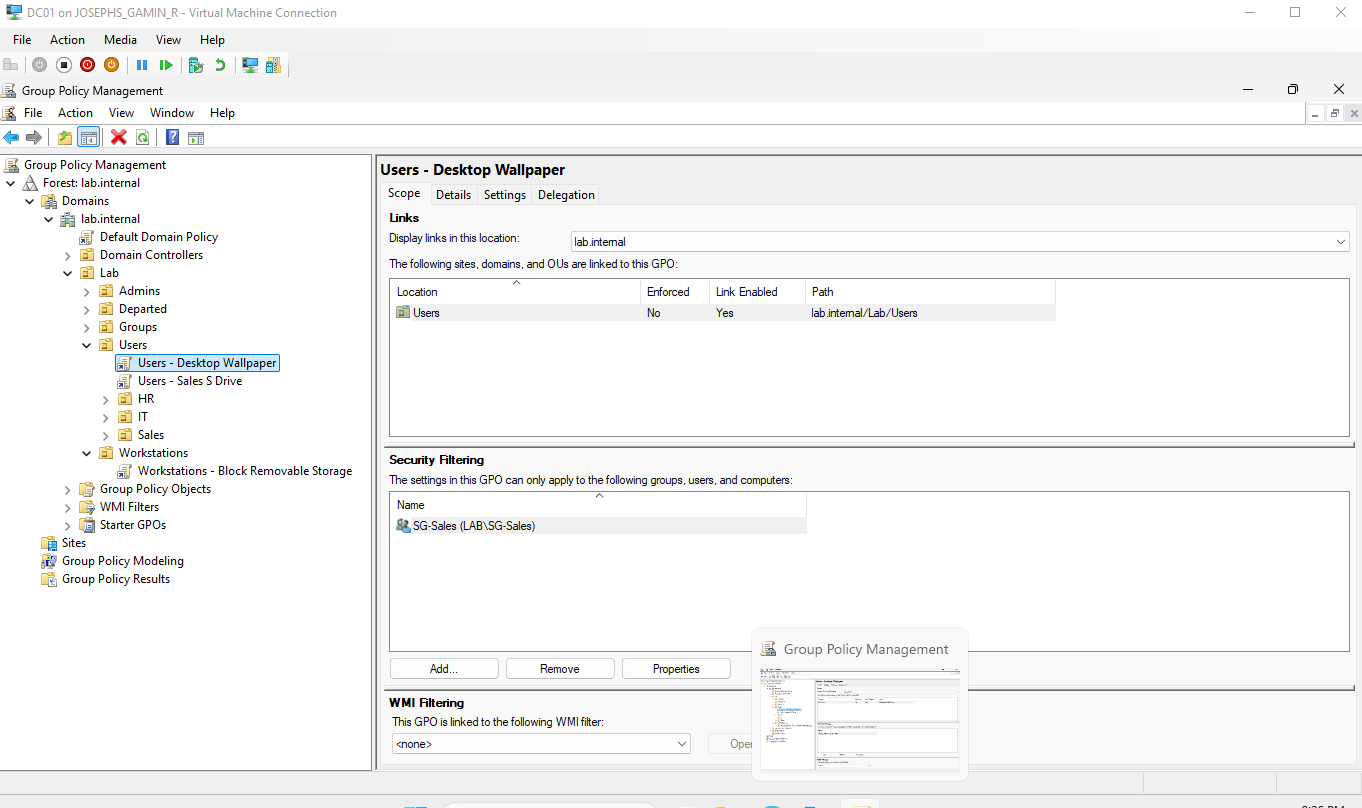 DC01 on JOSEPHS_GAMIN_R - Virtual Machine Connection
File Action Media View Help
Group Policy Management
File Action View Window Help
Group Policy Management
Forest: lab.internal
Domains
lab.internal
Default Domain Policy
Domain Controllers
Lab
Admins
Departed
Groups
Users
Users - Desktop Wallpaper
Users - Sales S Drive
HR
IT
Sales
Workstations
Workstations - Block Removable Storage
Group Policy Objects
WMI Filters
Starter GPOs
Sites
Group Policy Modeling
Group Policy Results
Users - Desktop Wallpaper
Scope Details Settings Delegation
Links
Display links in this location: lab.internal
The following sites, domains, and OUs are linked to this GPO:
Location Enforced Link Enabled Path
Users No Yes lab.internal/Lab/Users
Security Filtering
The settings in this GPO can only apply to the following groups, users, and computers:
Name
SG-Sales (LAB\SG-Sales)
Add... Remove Properties
WMI Filtering
This GPO is linked to the following WMI filter:
<none>
Group Policy Management